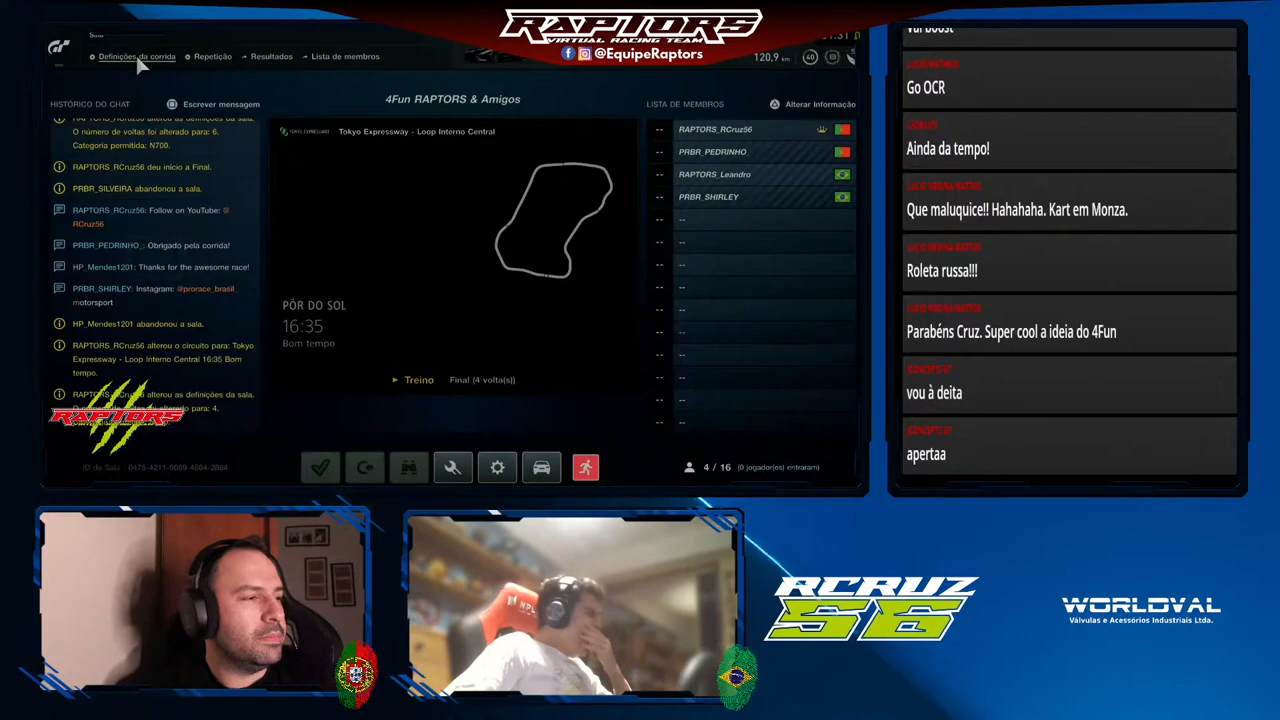 RAPTORS
VIRTUAL RACING TEAM
@EquipeRaptors
Definições da corrida
Repetição
Resultados
Lista de membros
120,9 km
40
HISTÓRICO DO CHAT
Escrever mensagem
4Fun RAPTORS & Amigos
LISTA DE MEMBROS
Alterar Informação
O número de voltas foi alterado para: 6.
Categoria permitida: N700.
RAPTORS_RCruz56 deu início a Final.
PRBR_SILVEIRA abandonou a sala.
RAPTORS_RCruz56: Follow on YouTube: @
RCruz56
PRBR_PEDRINHO_: Obrigado pela corrida!
HP_Mendes1201: Thanks for the awesome race!
PRBR_SHIRLEY: Instagram: @prorace_brasil_
motorsport
HP_Mendes1201 abandonou a sala.
RAPTORS_RCruz56 alterou o circuito para: Tokyo
Expressway - Loop Interno Central 16:35 Bom
tempo.
RAPTORS
Tokyo Expressway - Loop Interno Central
PÔR DO SOL
16:35
Bom tempo
Treino
Final (4 volta(s))
-- RAPTORS_RCruz56
-- PRBR_PEDRINHO_
-- RAPTORS_Leandro
-- PRBR_SHIRLEY
-- --
-- --
-- --
-- --
-- --
-- --
-- --
-- --
-- --
-- --
4 / 16
(0 jogador(es) entraram)
Go OCR
Ainda da tempo!
Que maluquice!! Hahahaha. Kart em Monza.
Roleta russa!!!
Parabéns Cruz. Super cool a ideia do 4Fun
vou à deita
apertaa
RCRUZ
56
WORLDVAL
Válvulas e Acessórios Industriais Ltda.